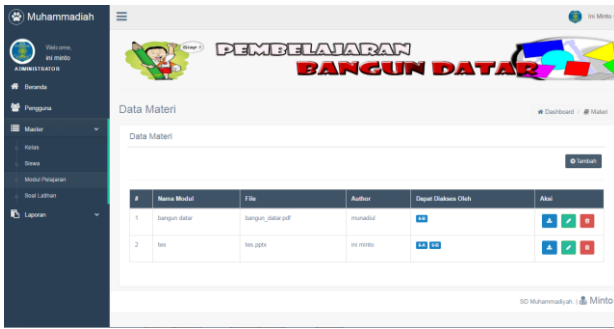 Muhammadiah
Ini Minto
Welcome,
ini minto
ADMINISTRATOR
Siap !
PEMBELAJARAN
BANGUN DATAR
Beranda
Pengguna
Master
Kelas
Siswa
Modul Pelajaran
Soal Latihan
Laporan
Data Materi
Dashboard / Materi
Data Materi
Tambah
# Nama Modul File Author Dapat Diakses Oleh Aksi
1 bangun datar bangun_datar.pdf munadiul
2 tes tes.pptx ini minto
SD Muhammadiyah. | Minto